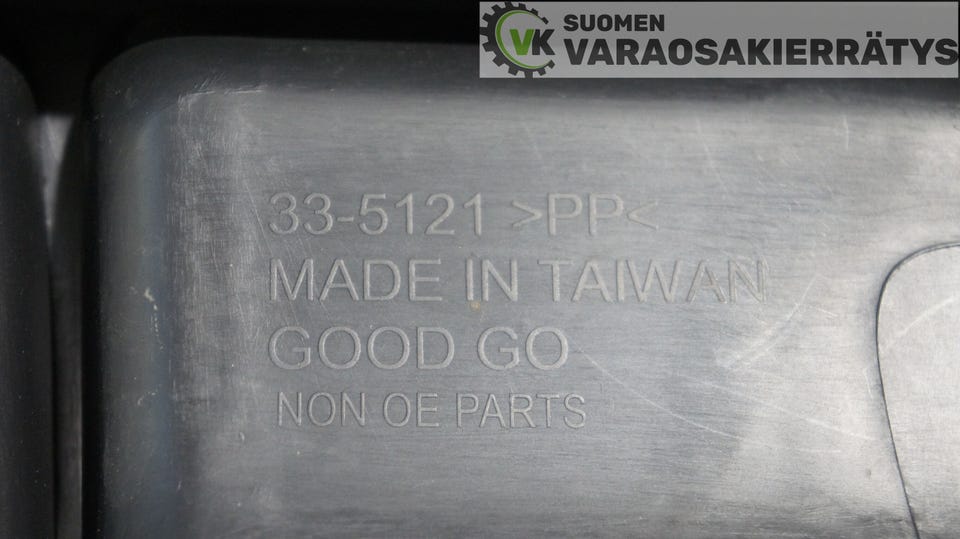 VK SUOMEN
VARAOSAKIERRÄTYS
33-5121 >PP<
MADE IN TAIWAN
GOOD GO
NON OE PARTS